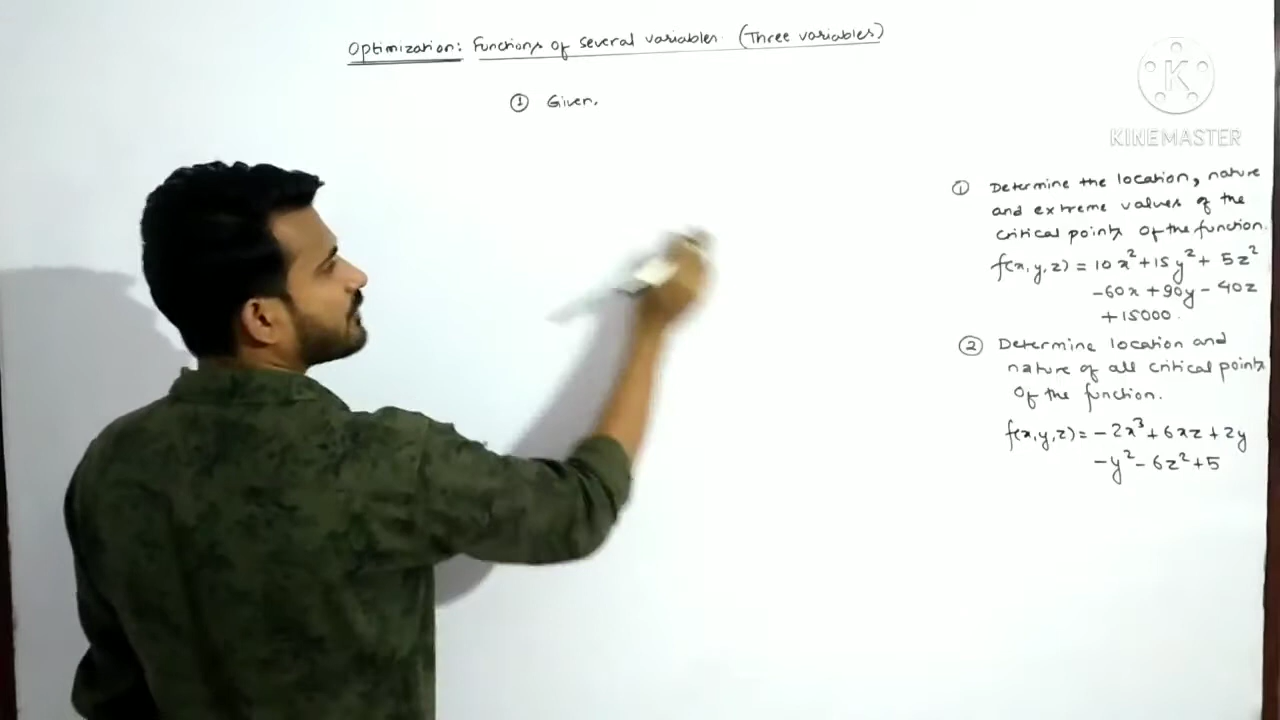 Optimization: Functions of several variables. (Three variables)
① Given,
KINEMASTER
① Determine the location, nature
and extreme values of the
critical points of the function.
f(x,y,z) = 10x²+15y²+ 5z²
-60x +90y - 40z
+15000.
② Determine location and
nature of all critical points
of the function.
f(x,y,z)= -2x³+6xz+2y
-y²-6z²+5